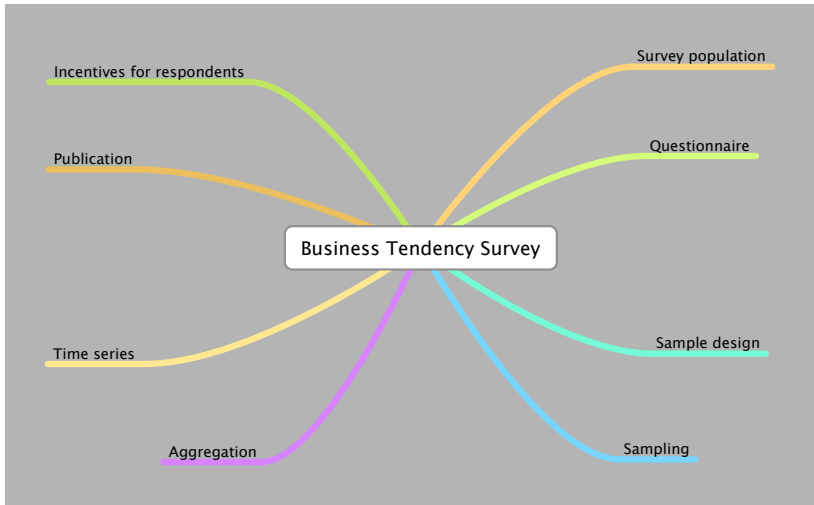 Incentives for respondents
Survey population
Publication
Questionnaire
Business Tendency Survey
Time series
Sample design
Aggregation
Sampling